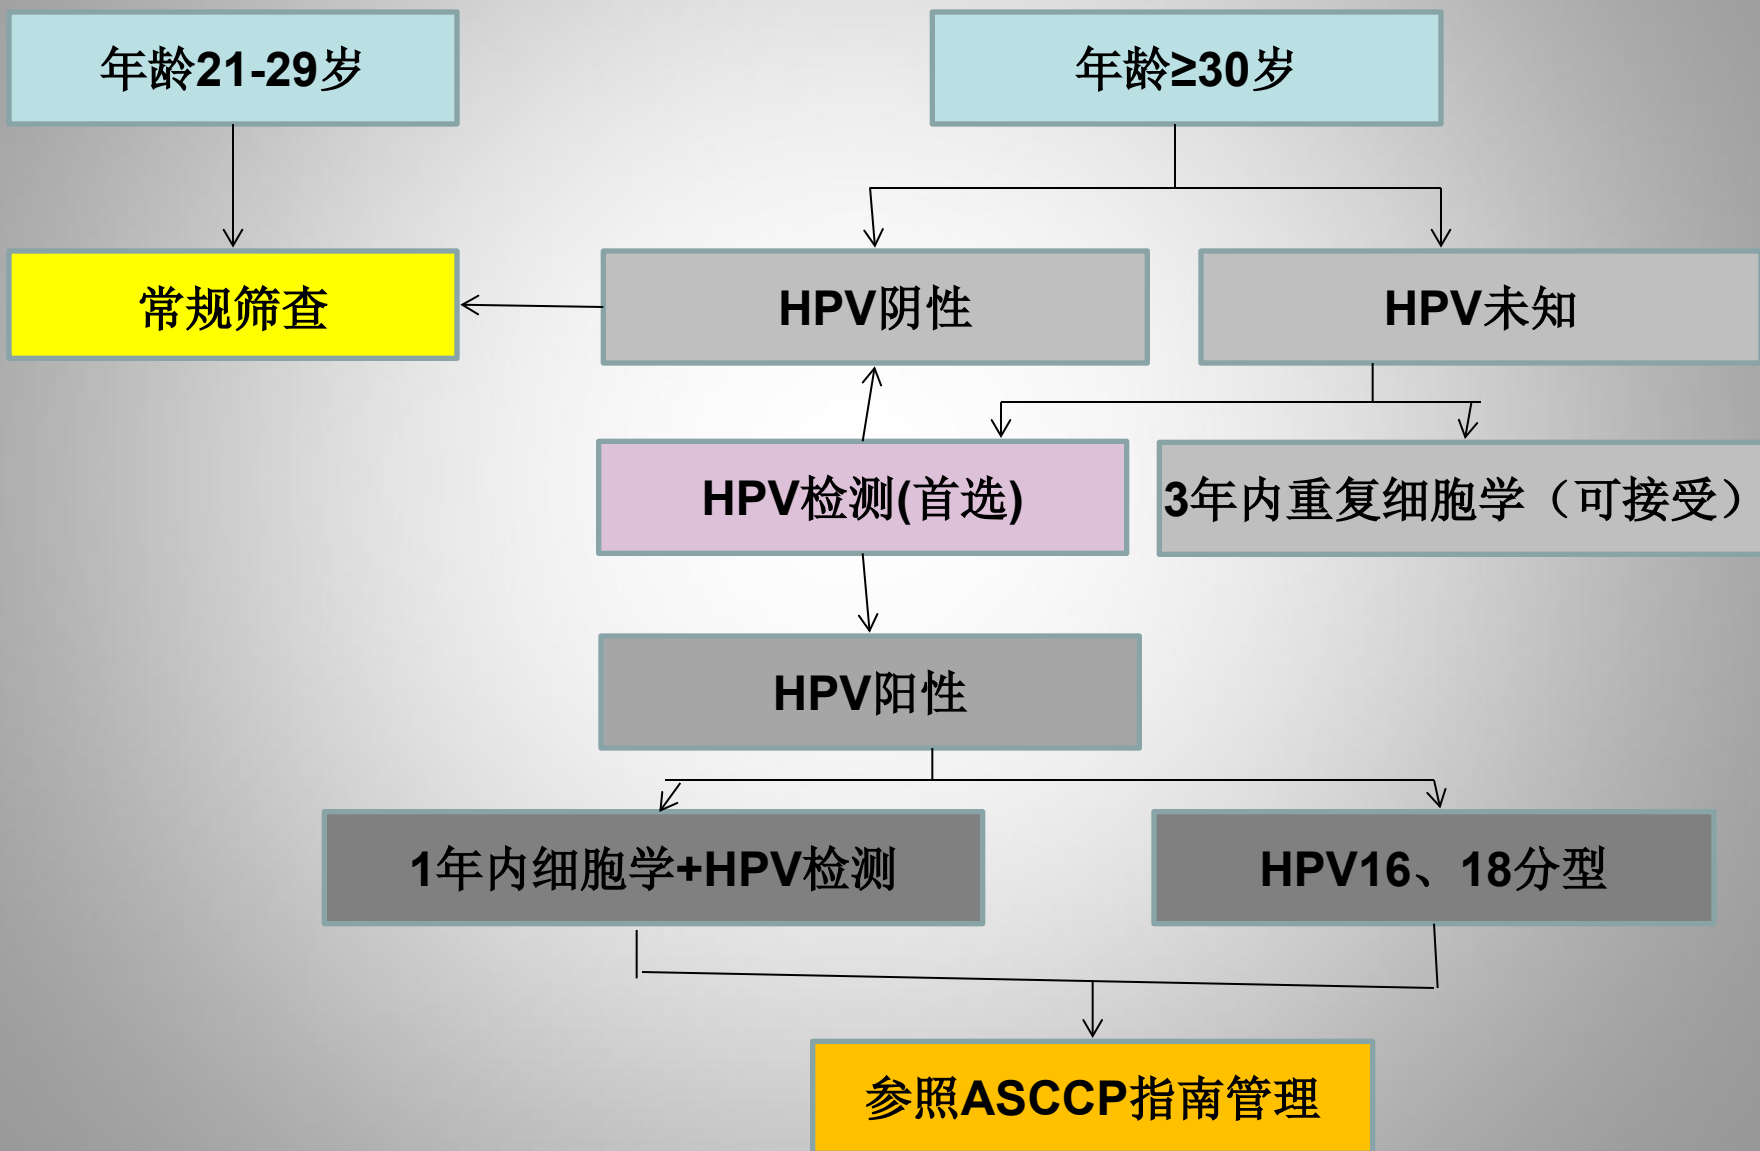 年龄21-29岁
年龄≥30岁
常规筛查
HPV阴性
HPV未知
HPV检测(首选)
3年内重复细胞学（可接受）
HPV阳性
1年内细胞学+HPV检测
HPV16、18分型
参照ASCCP指南管理